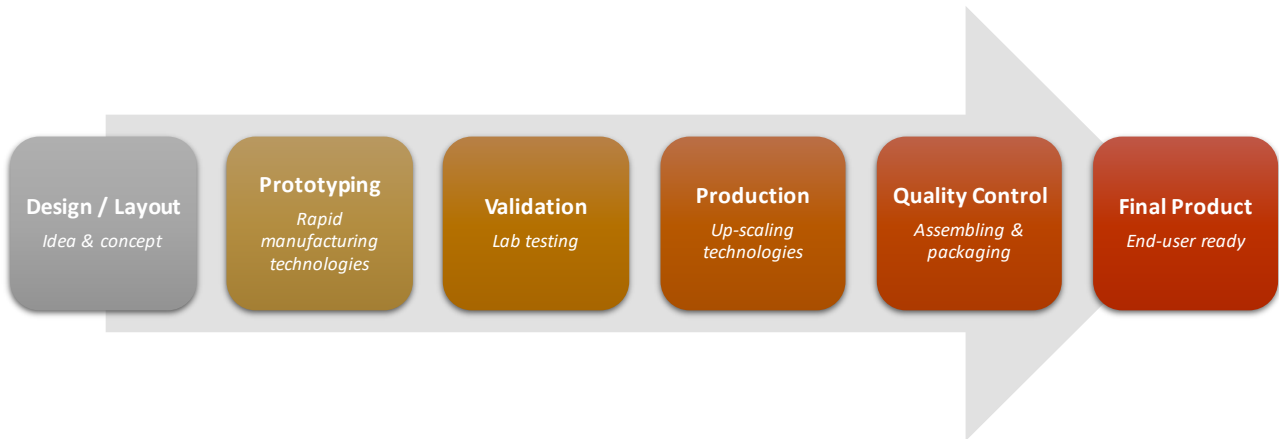 Design / Layout
Idea & concept
Prototyping
Rapid
manufacturing
technologies
Validation
Lab testing
Production
Up-scaling
technologies
Quality Control
Assembling &
packaging
Final Product
End-user ready